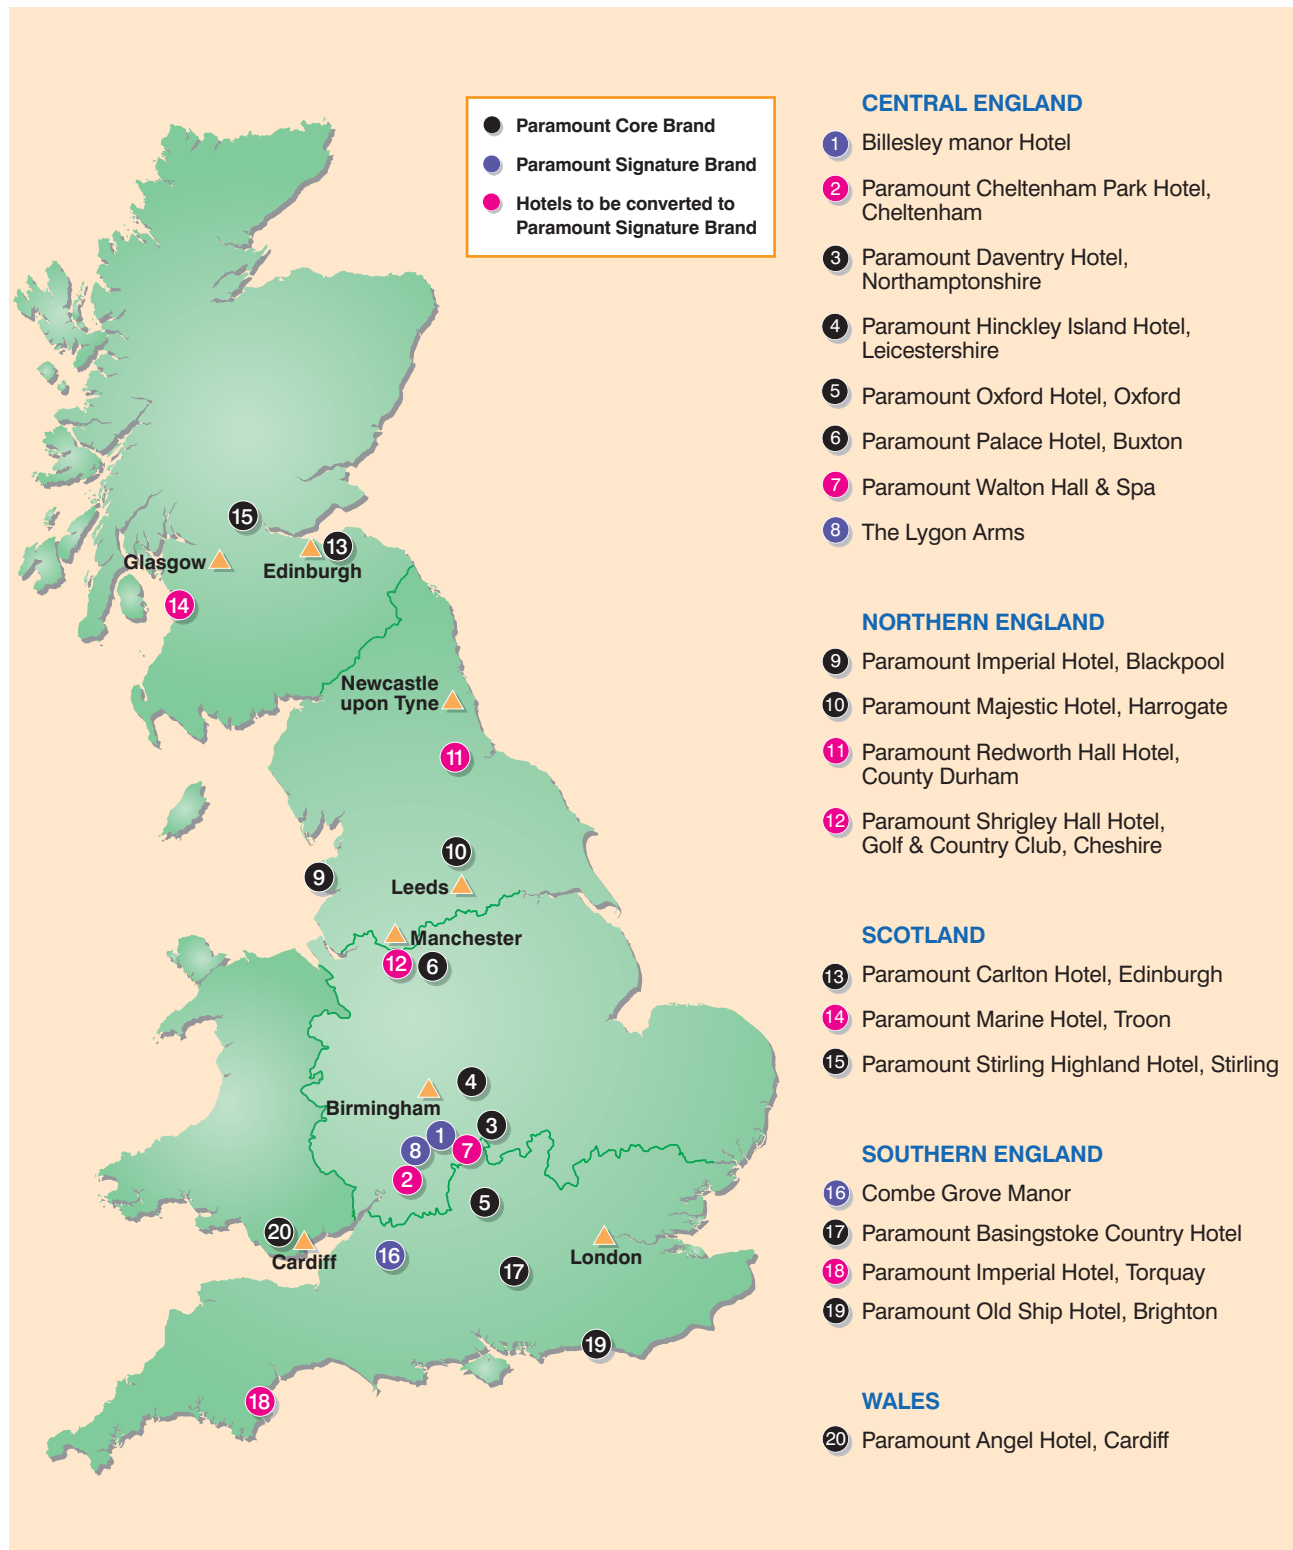 Paramount Core Brand
Paramount Signature Brand
Hotels to be converted to
Paramount Signature Brand
15
13
Glasgow
Edinburgh
14
Newcastle
upon Tyne
11
10
9
Leeds
Manchester
12
6
4
Birmingham
3
1
7
8
2
5
20
Cardiff
16
London
17
19
18
CENTRAL ENGLAND
1 Billesley manor Hotel
2 Paramount Cheltenham Park Hotel,
Cheltenham
3 Paramount Daventry Hotel,
Northamptonshire
4 Paramount Hinckley Island Hotel,
Leicestershire
5 Paramount Oxford Hotel, Oxford
6 Paramount Palace Hotel, Buxton
7 Paramount Walton Hall & Spa
8 The Lygon Arms
NORTHERN ENGLAND
9 Paramount Imperial Hotel, Blackpool
10 Paramount Majestic Hotel, Harrogate
11 Paramount Redworth Hall Hotel,
County Durham
12 Paramount Shrigley Hall Hotel,
Golf & Country Club, Cheshire
SCOTLAND
13 Paramount Carlton Hotel, Edinburgh
14 Paramount Marine Hotel, Troon
15 Paramount Stirling Highland Hotel, Stirling
SOUTHERN ENGLAND
16 Combe Grove Manor
17 Paramount Basingstoke Country Hotel
18 Paramount Imperial Hotel, Torquay
19 Paramount Old Ship Hotel, Brighton
WALES
20 Paramount Angel Hotel, Cardiff